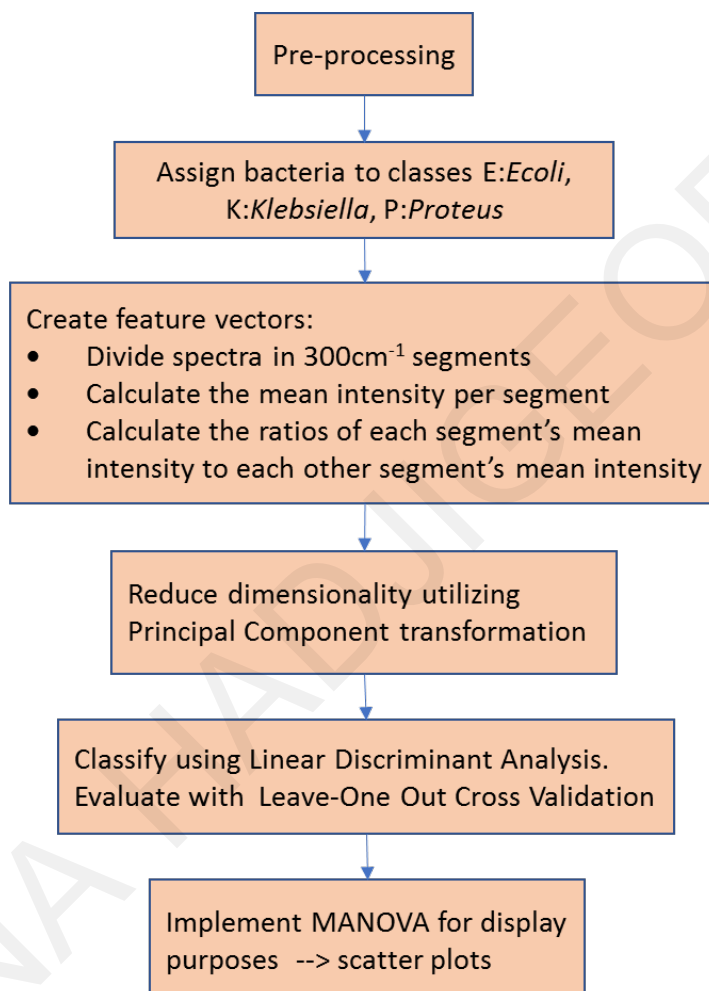 Pre-processing
Assign bacteria to classes E:Ecoli,
K:Klebsiella, P:Proteus
Create feature vectors:
• Divide spectra in 300cm⁻¹ segments
• Calculate the mean intensity per segment
• Calculate the ratios of each segment’s mean
intensity to each other segment’s mean intensity
Reduce dimensionality utilizing
Principal Component transformation
Classify using Linear Discriminant Analysis.
Evaluate with Leave-One Out Cross Validation
Implement MANOVA for display
purposes --> scatter plots